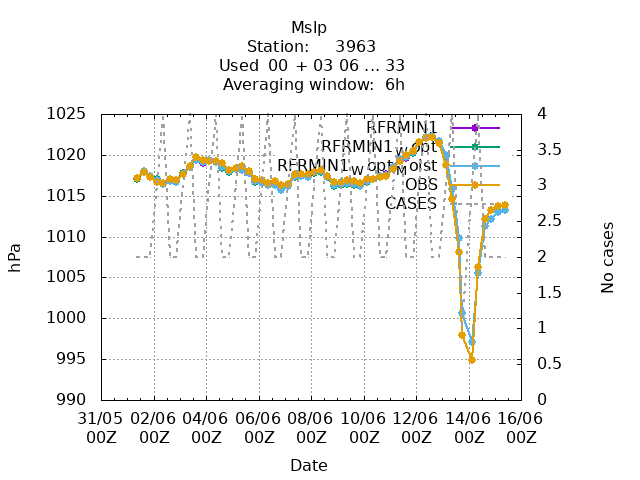 Mslp
Station: 3963
Used 00 + 03 06 ... 33
Averaging window: 6h
1025
1020
1015
1010
1005
1000
995
990
hPa
4
3.5
3
2.5
2
1.5
1
0.5
0
No cases
RFRMIN1
RFRMIN1_Wopt
RFRMIN1_Wopt_Moist
OBS
CASES
31/05 02/06 04/06 06/06 08/06 10/06 12/06 14/06 16/06
00Z 00Z 00Z 00Z 00Z 00Z 00Z 00Z 00Z
Date